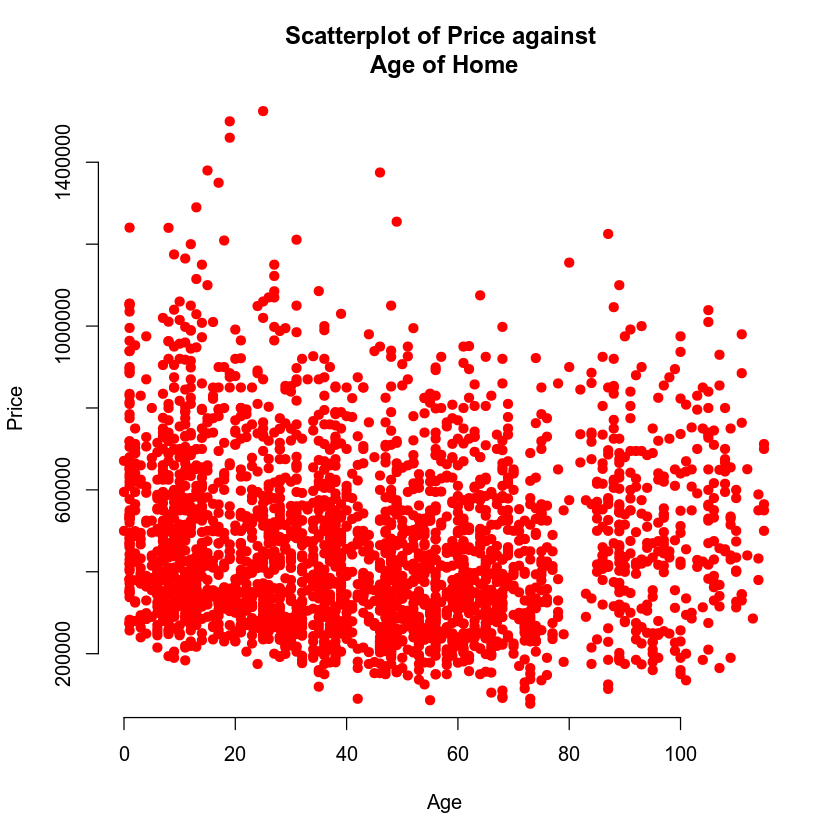 Scatterplot of Price against
Age of Home
1400000
1000000
600000
200000
Price
0 20 40 60 80 100
Age